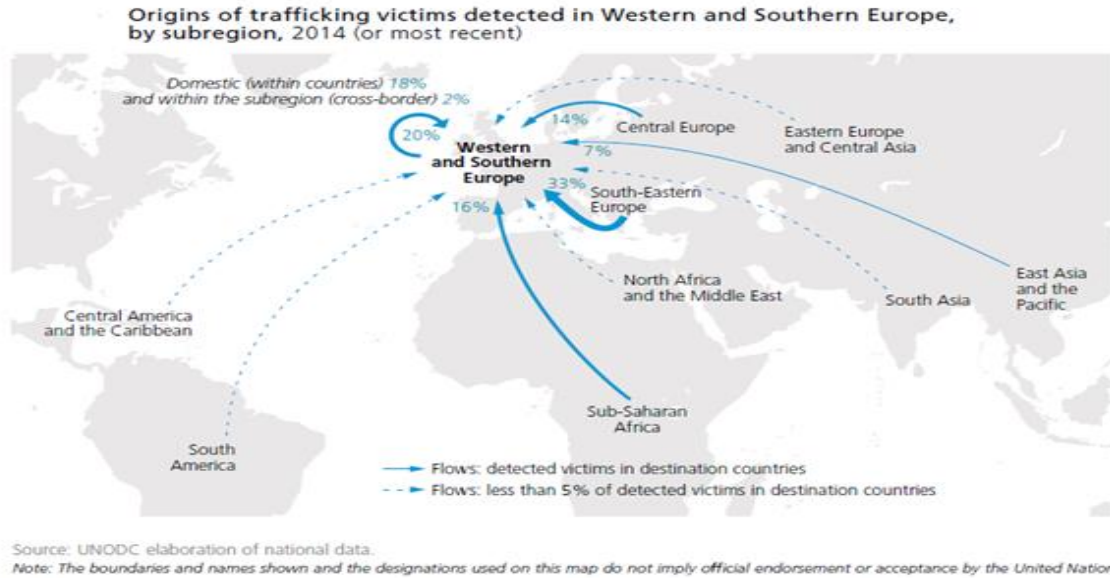 Origins of trafficking victims detected in Western and Southern Europe,
by subregion, 2014 (or most recent)
Domestic (within countries) 18%
and within the subregion (cross-border) 2%
20%
14%
Central Europe
Eastern Europe
and Central Asia
Western
and Southern
Europe
7%
33%
South-Eastern
Europe
16%
North Africa
and the Middle East
South Asia
East Asia
and the
Pacific
Central America
and the Caribbean
Sub-Saharan
Africa
South
America
Flows: detected victims in destination countries
Flows: less than 5% of detected victims in destination countries
Source: UNODC elaboration of national data.
Note: The boundaries and names shown and the designations used on this map do not imply official endorsement or acceptance by the United Nation